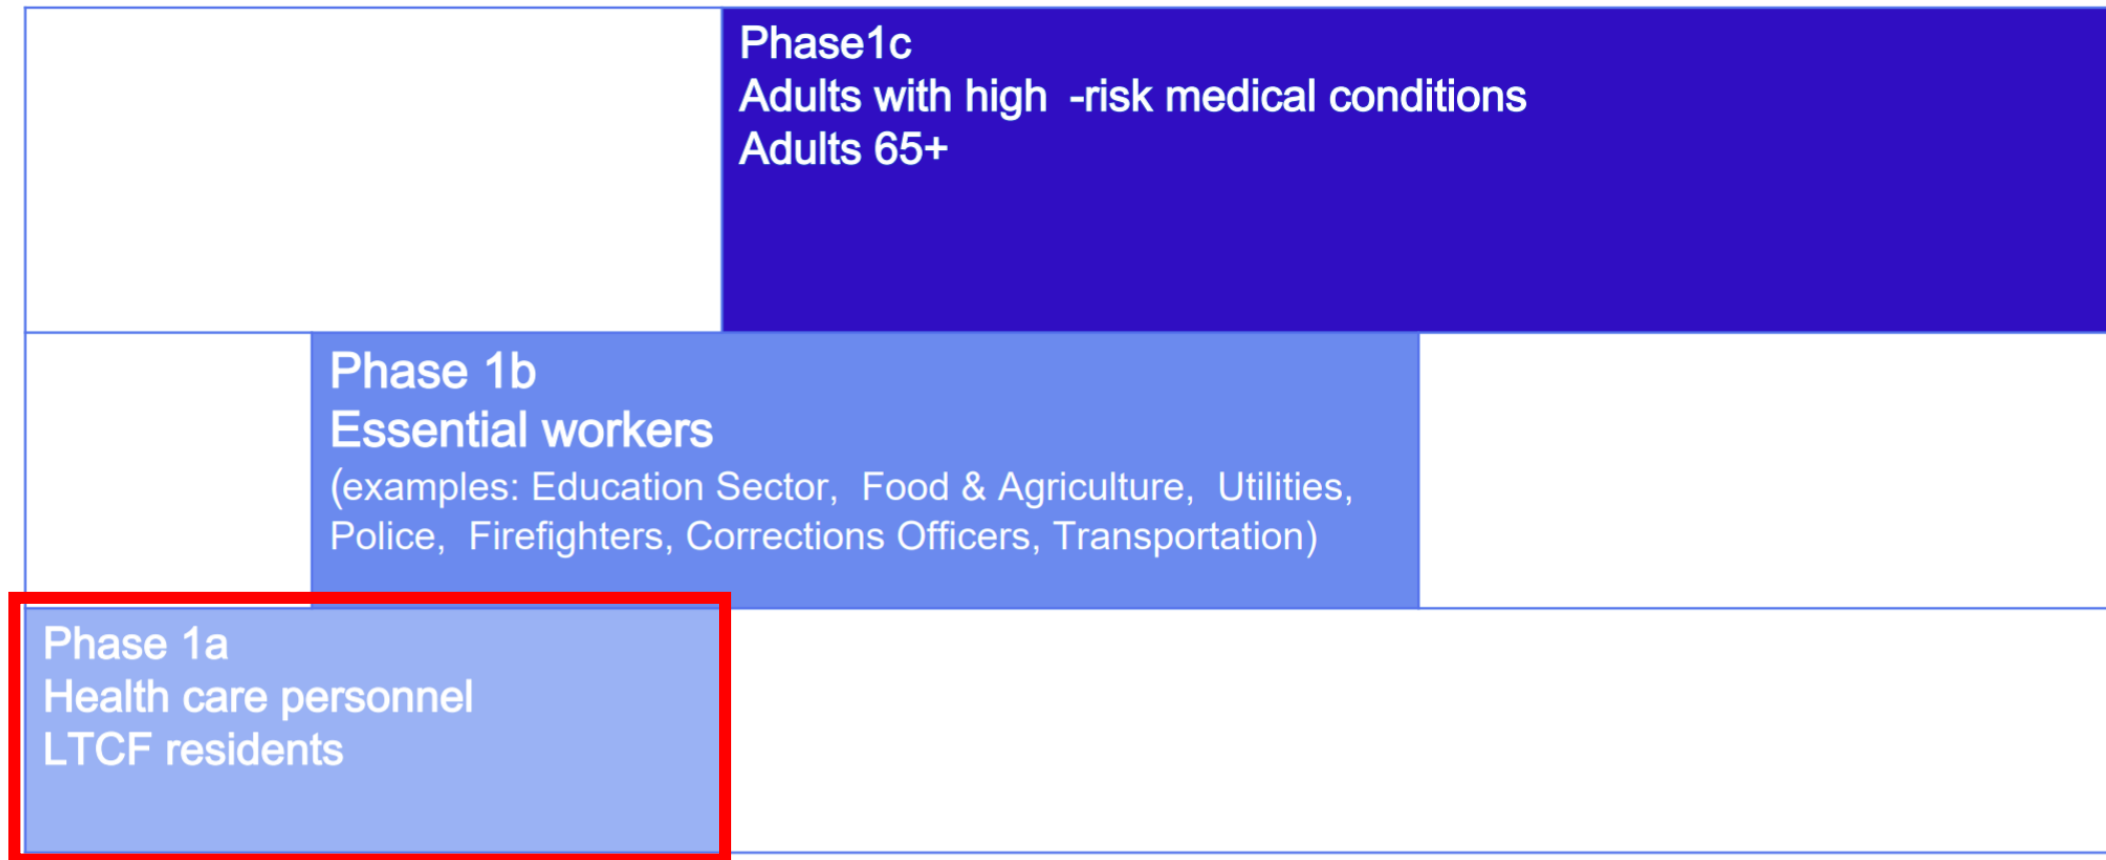 Phase1c
Adults with high -risk medical conditions
Adults 65+
Phase 1b
Essential workers
(examples: Education Sector, Food & Agriculture, Utilities,
Police, Firefighters, Corrections Officers, Transportation)
Phase 1a
Health care personnel
LTCF residents